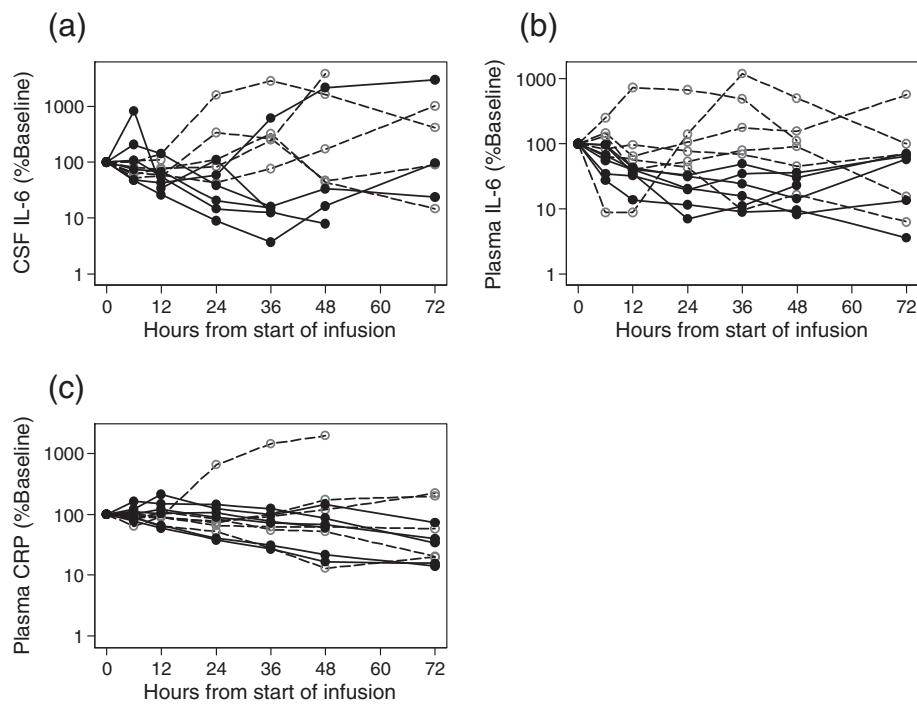 (a)
CSF IL-6 (%Baseline)
1000
100
10
1
0 12 24 36 48 60 72
Hours from start of infusion
(b)
Plasma IL-6 (%Baseline)
1000
100
10
1
0 12 24 36 48 60 72
Hours from start of infusion
(c)
Plasma CRP (%Baseline)
1000
100
10
1
0 12 24 36 48 60 72
Hours from start of infusion